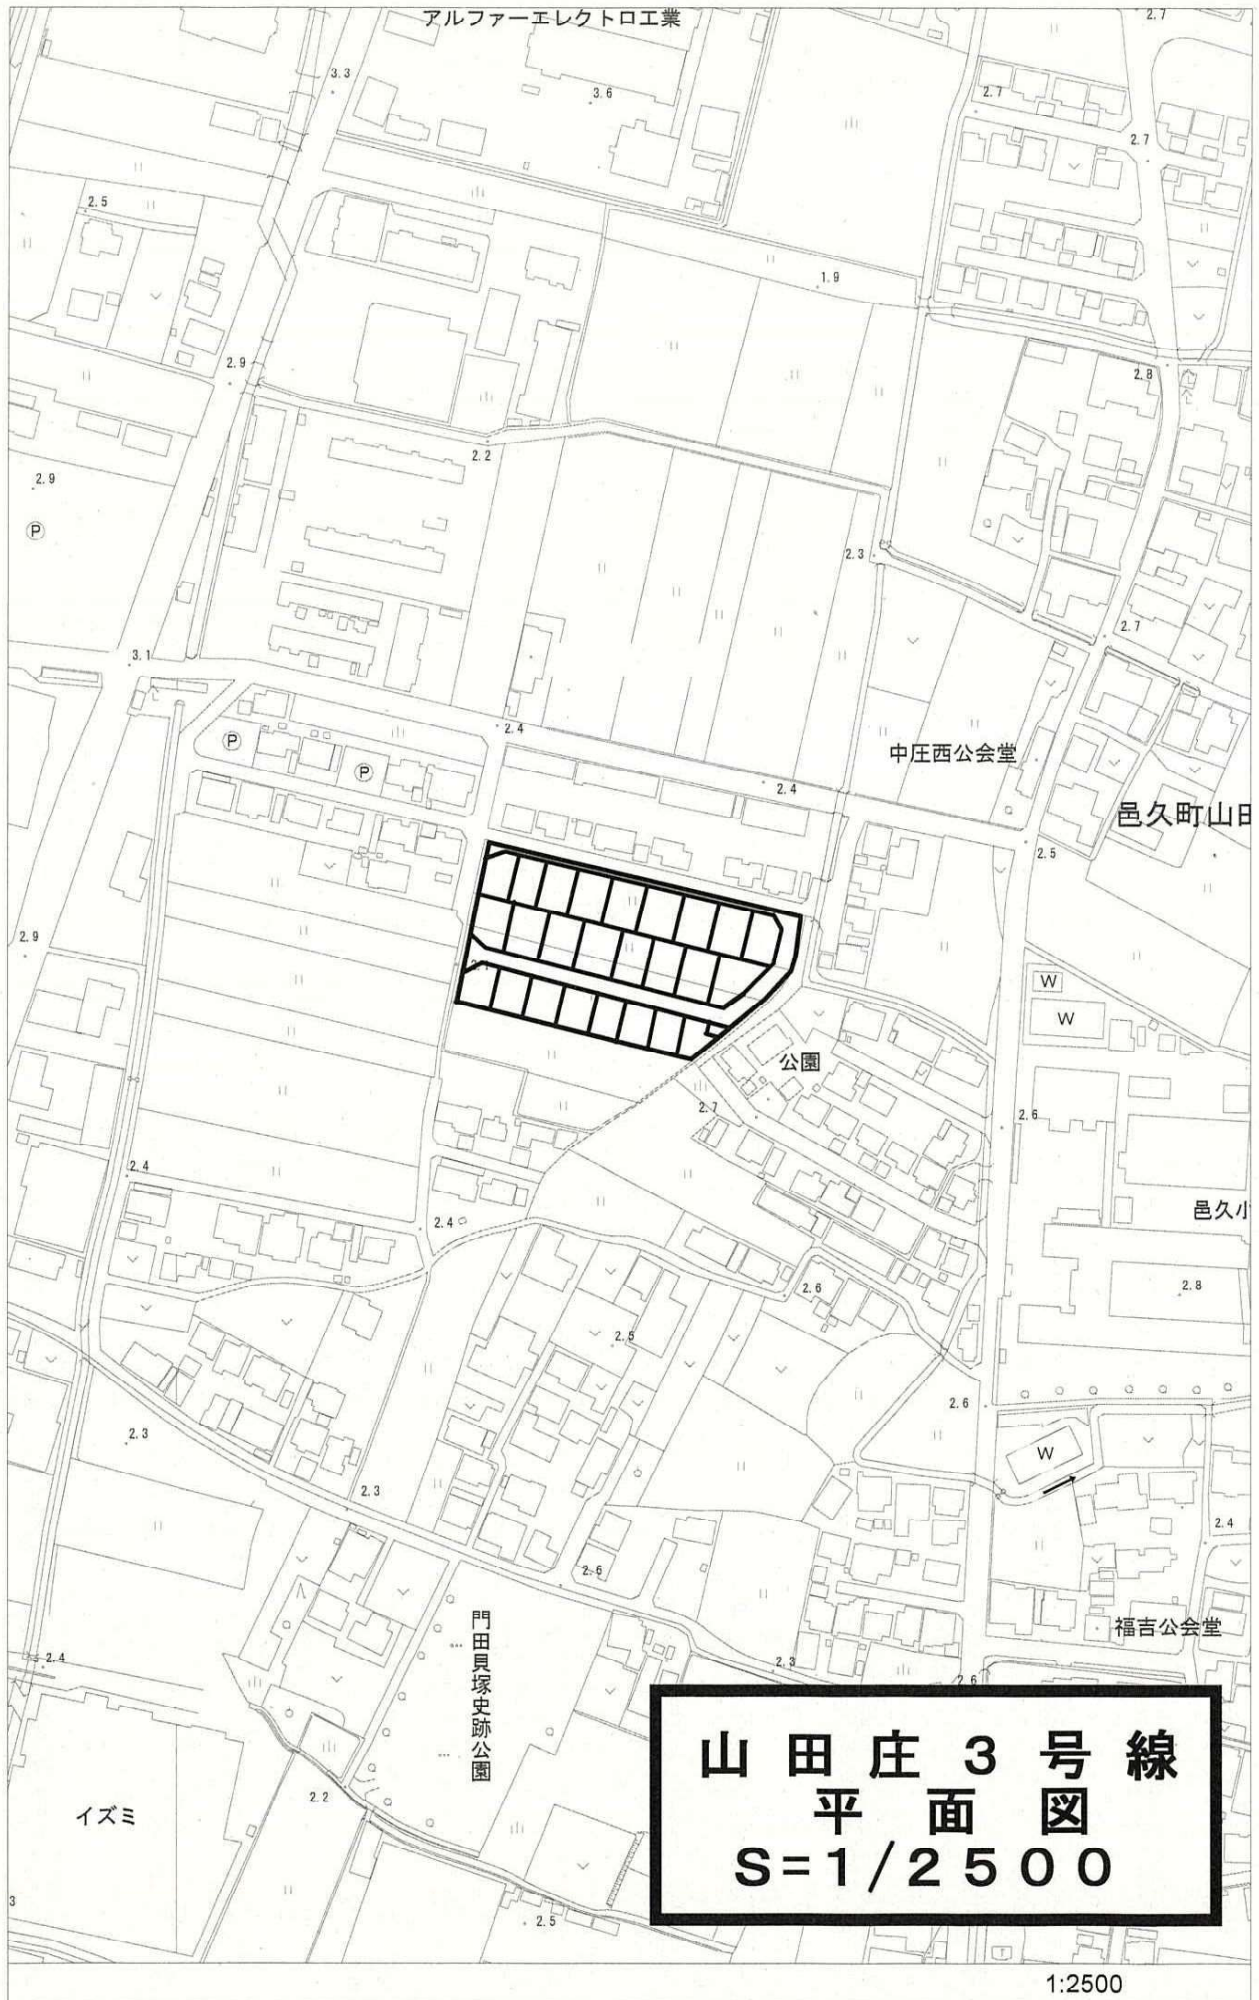 アルファーエレクトロ工業
2.7
3.3
3.6
2.7
2.7
2.5
1.9
2.9
2.8
2.2
2.9
P
2.3
2.7
3.1
P
2.4
中圧西公会堂
P
2.4
邑久町山田
2.5
2.9
W
W
公園
2.7
2.6
2.4
邑久小
2.4
2.6
2.8
2.5
2.6
2.3
W
2.3
2.4
2.6
門田貝塚史跡公園
福吉公会堂
2.4
2.3
2.6
山田庄3号線
平面図
S=1/2500
2.2
イズミ
3
2.5
1:2500